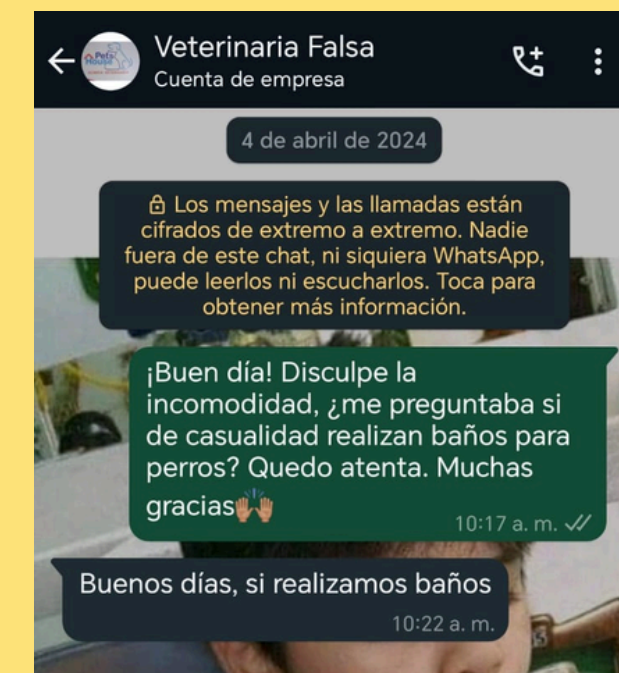 Veterinaria Falsa
Cuenta de empresa
Pets
House
4 de abril de 2024
Los mensajes y las llamadas están
cifrados de extremo a extremo. Nadie
fuera de este chat, ni siquiera WhatsApp,
puede leerlos ni escucharlos. Toca para
obtener más información.
¡Buen día! Disculpe la
incomodidad, ¿me preguntaba si
de casualidad realizan baños para
perros? Quedo atenta. Muchas
gracias🙌🏽
10:17 a. m.
Buenos días, si realizamos baños
10:22 a. m.